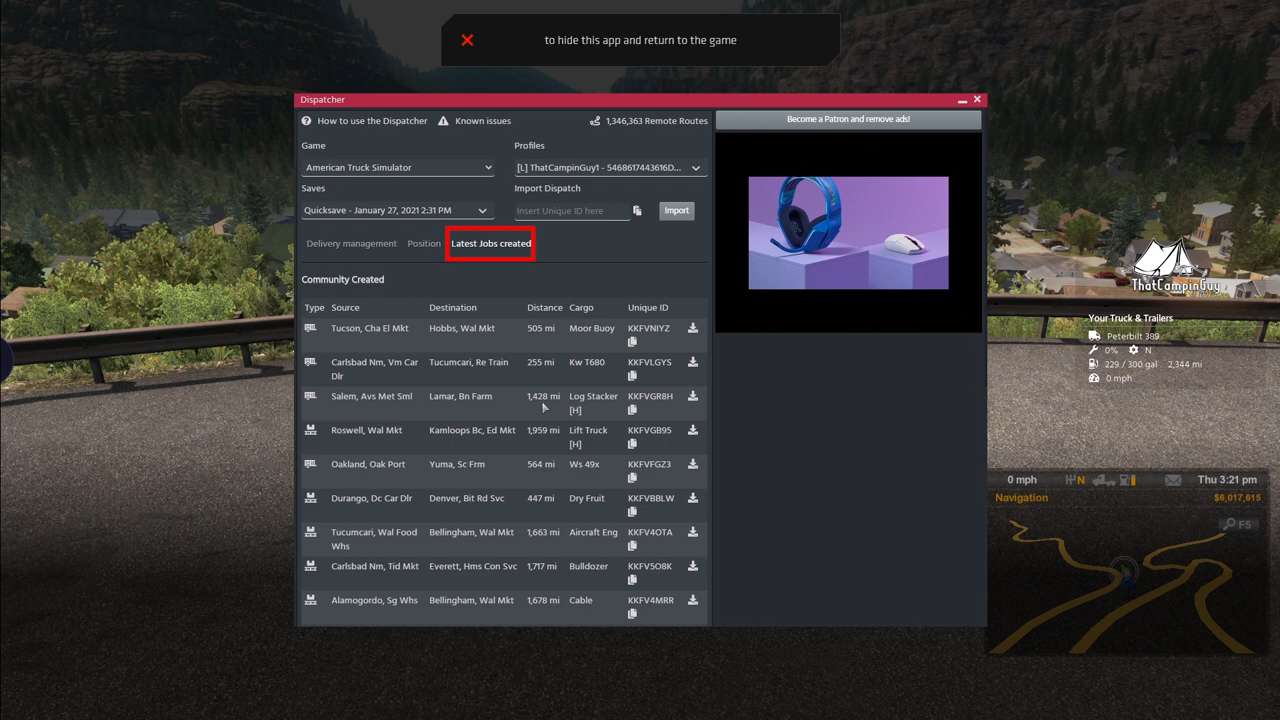 to hide this app and return to the game
Dispatcher
How to use the Dispatcher Known issues 1,346,363 Remote Routes
Become a Patron and remove ads!
Game Profiles
American Truck Simulator [L] ThatCampinGuy1 - 5468617443616D...
Saves Import Dispatch
Quicksave - January 27, 2021 2:31 PM Insert Unique ID here Import
Delivery management Position Latest Jobs created
Community Created
Type Source Destination Distance Cargo Unique ID
Tucson, Cha El Mkt Hobbs, Wal Mkt 505 mi Moor Buoy KKFVNIYZ
Carlsbad Nm, Vm Car Dlr Tucumcari, Re Train 255 mi Kw T680 KKFVLGYS
Salem, Avs Met Sml Lamar, Bn Farm 1,428 mi Log Stacker [H] KKFVGR8H
Roswell, Wal Mkt Kamloops Bc, Ed Mkt 1,959 mi Lift Truck [H] KKFVGB95
Oakland, Oak Port Yuma, Sc Frm 564 mi Ws 49x KKFVFGZ3
Durango, Dc Car Dlr Denver, Bit Rd Svc 447 mi Dry Fruit KKFVBBLW
Tucumcari, Wal Food Whs Bellingham, Wal Mkt 1,663 mi Aircraft Eng KKFV4OTA
Carlsbad Nm, Tid Mkt Everett, Hms Con Svc 1,717 mi Bulldozer KKFV5O8K
Alamogordo, Sg Whs Bellingham, Wal Mkt 1,678 mi Cable KKFV4MRR
ThatCampinGuy
Your Truck & Trailers
Peterbilt 389
0% N
229 / 300 gal 2,344 mi
0 mph
0 mph N Thu 3:21 pm
Navigation $6,017,615
F5